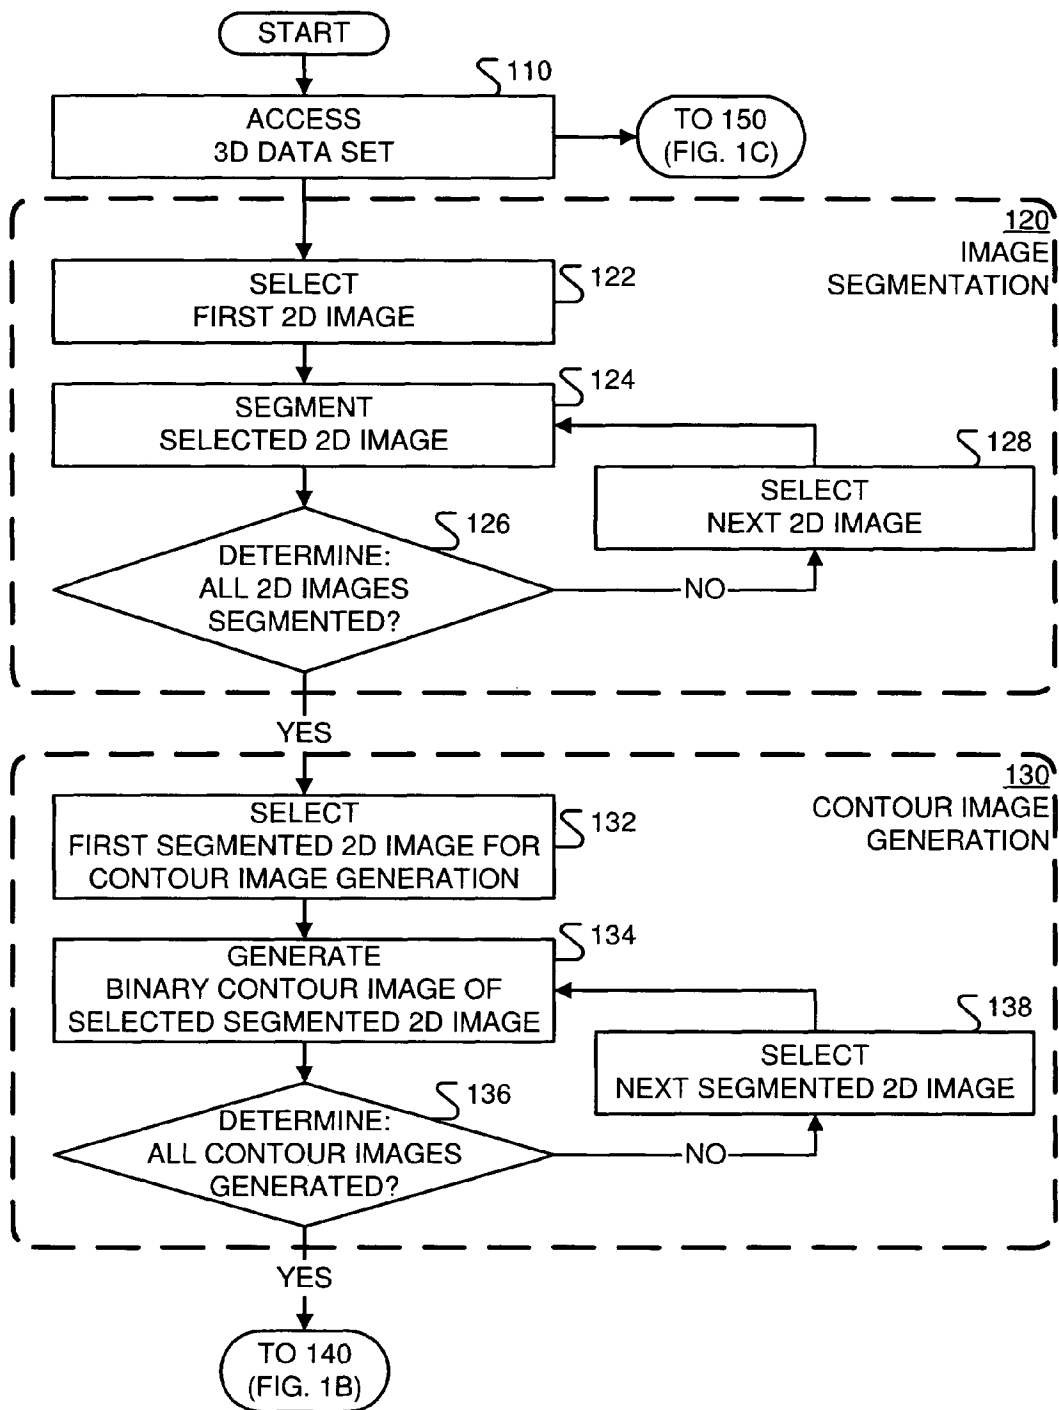 START
110
ACCESS
3D DATA SET
TO 150
(FIG. 1C)
120
IMAGE
SEGMENTATION
SELECT
FIRST 2D IMAGE
122
SEGMENT
SELECTED 2D IMAGE
124
128
SELECT
NEXT 2D IMAGE
126
DETERMINE:
ALL 2D IMAGES
SEGMENTED?
NO
YES
130
CONTOUR IMAGE
GENERATION
SELECT
FIRST SEGMENTED 2D IMAGE FOR
CONTOUR IMAGE GENERATION
132
GENERATE
BINARY CONTOUR IMAGE OF
SELECTED SEGMENTED 2D IMAGE
134
138
SELECT
NEXT SEGMENTED 2D IMAGE
136
DETERMINE:
ALL CONTOUR IMAGES
GENERATED?
NO
YES
TO 140
(FIG. 1B)